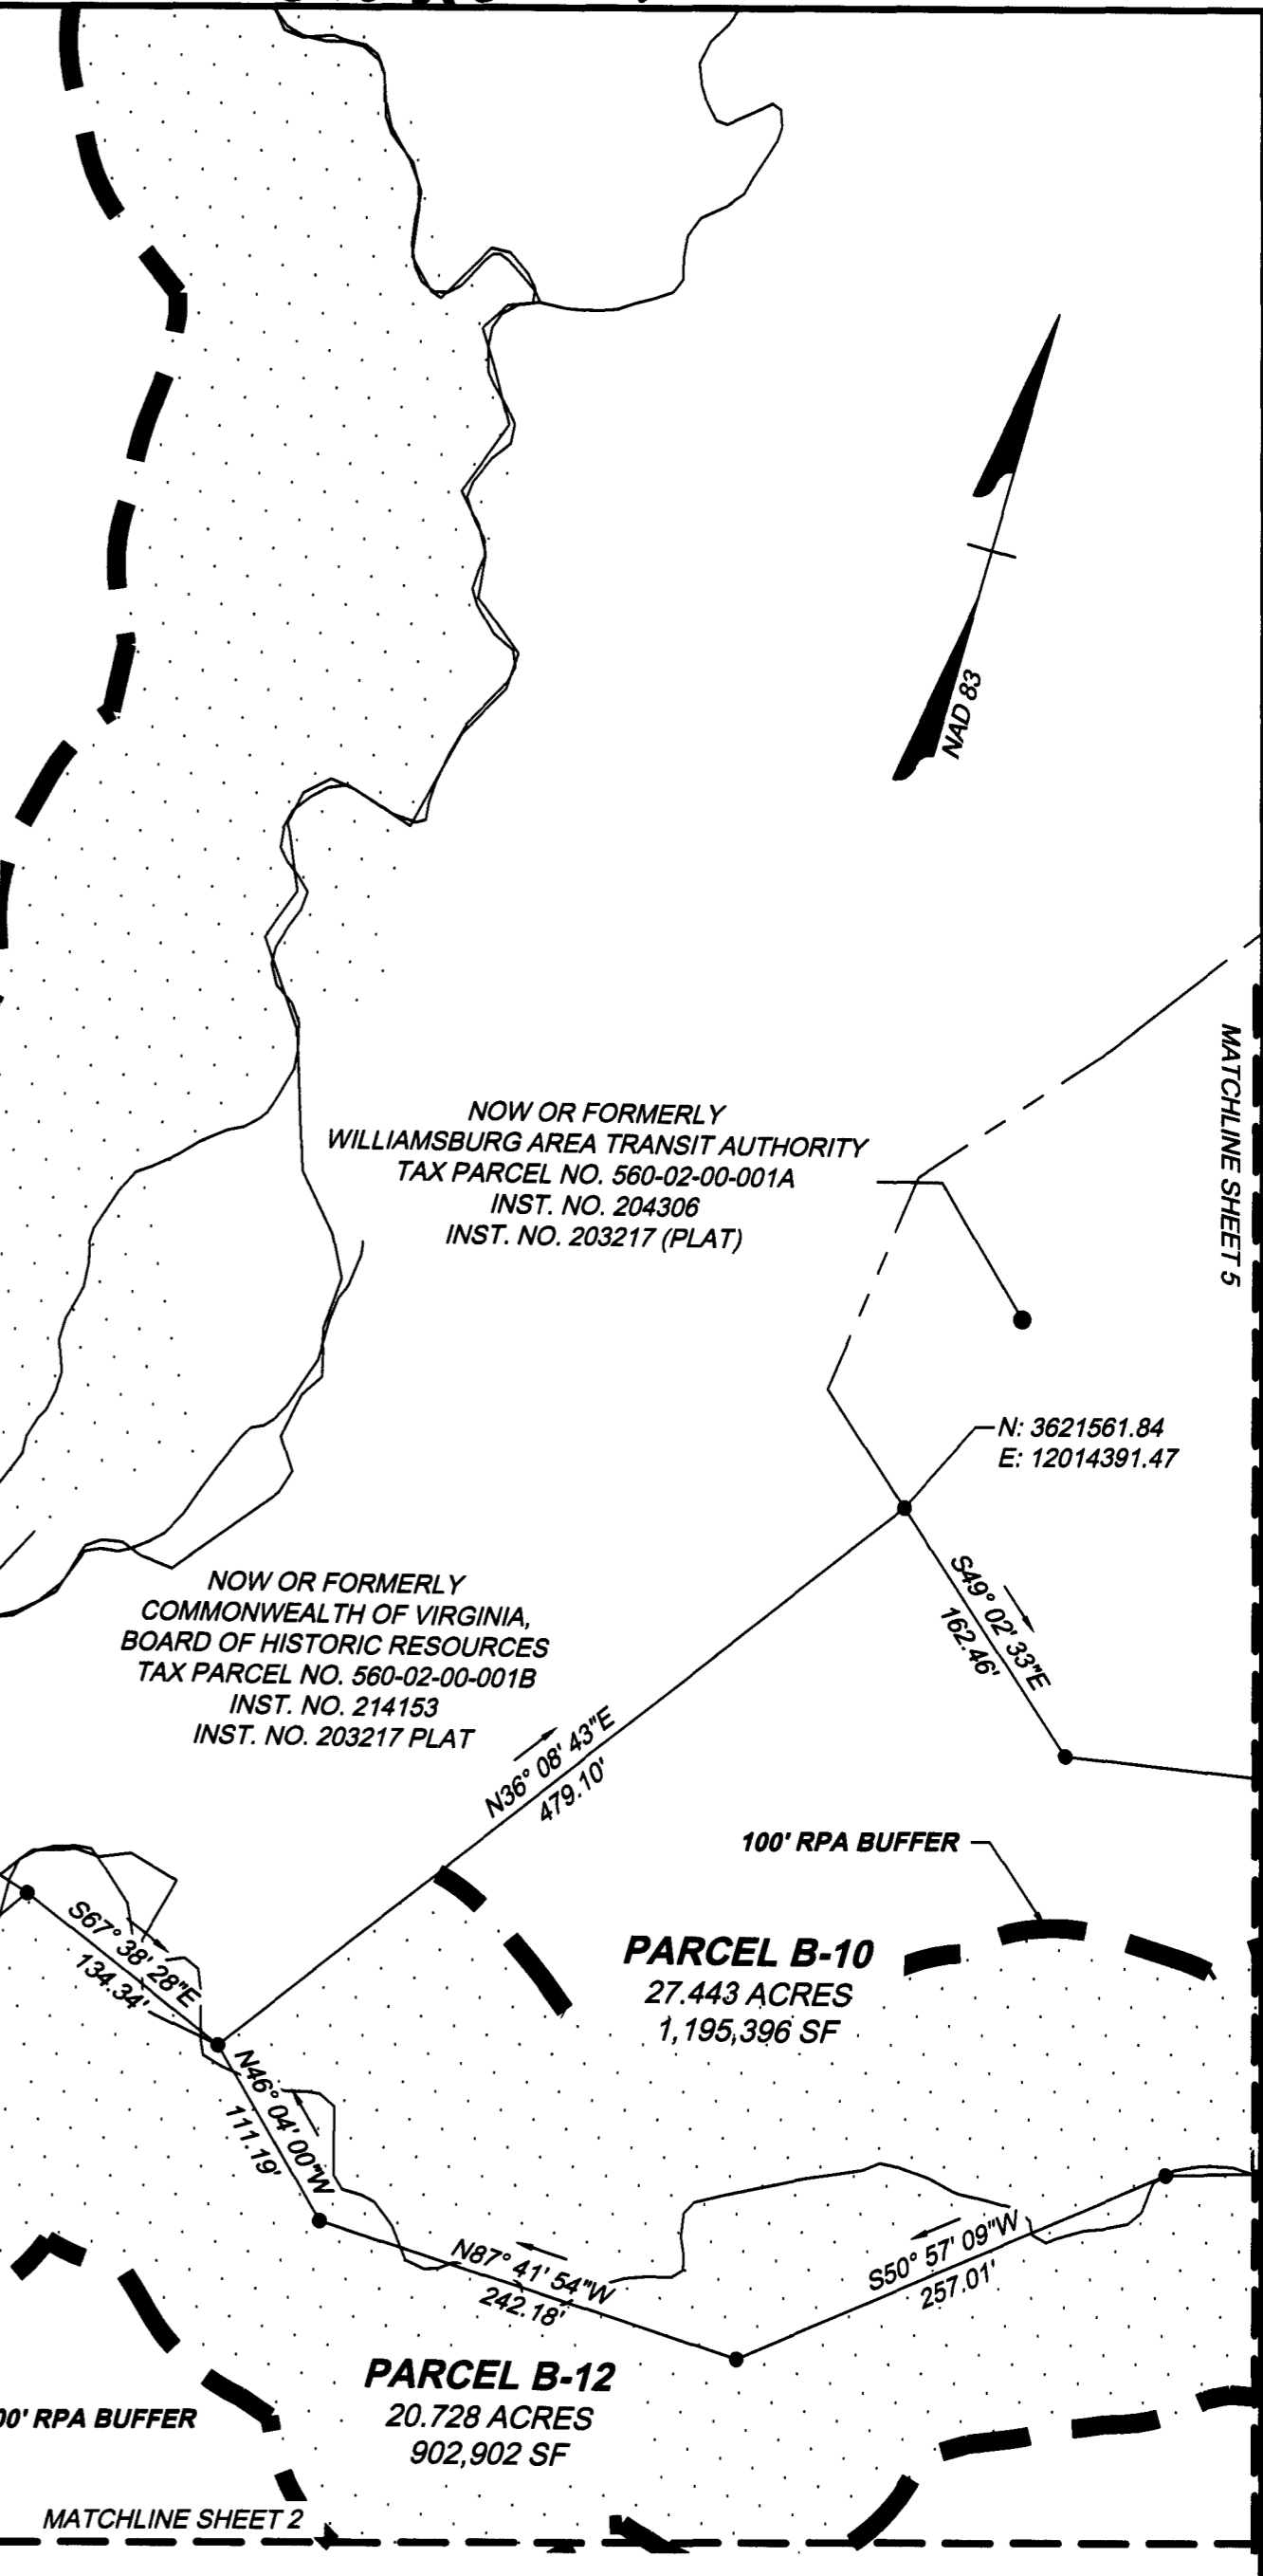 NAD 83
MATCHLINE SHEET 5
NOW OR FORMERLY
WILLIAMSBURG AREA TRANSIT AUTHORITY
TAX PARCEL NO. 560-02-00-001A
INST. NO. 204306
INST. NO. 203217 (PLAT)
N: 3621561.84
E: 12014391.47
S49° 02' 33"E
162.46'
NOW OR FORMERLY
COMMONWEALTH OF VIRGINIA,
BOARD OF HISTORIC RESOURCES
TAX PARCEL NO. 560-02-00-001B
INST. NO. 214153
INST. NO. 203217 PLAT
N36° 08' 43"E
479.10'
100' RPA BUFFER
S67° 38' 28"E
134.34'
PARCEL B-10
27.443 ACRES
1,195,396 SF
N46° 04' 00"W
111.19'
N87° 41' 54"W
242.18'
S50° 57' 09"W
257.01'
PARCEL B-12
20.728 ACRES
902,902 SF
00' RPA BUFFER
MATCHLINE SHEET 2